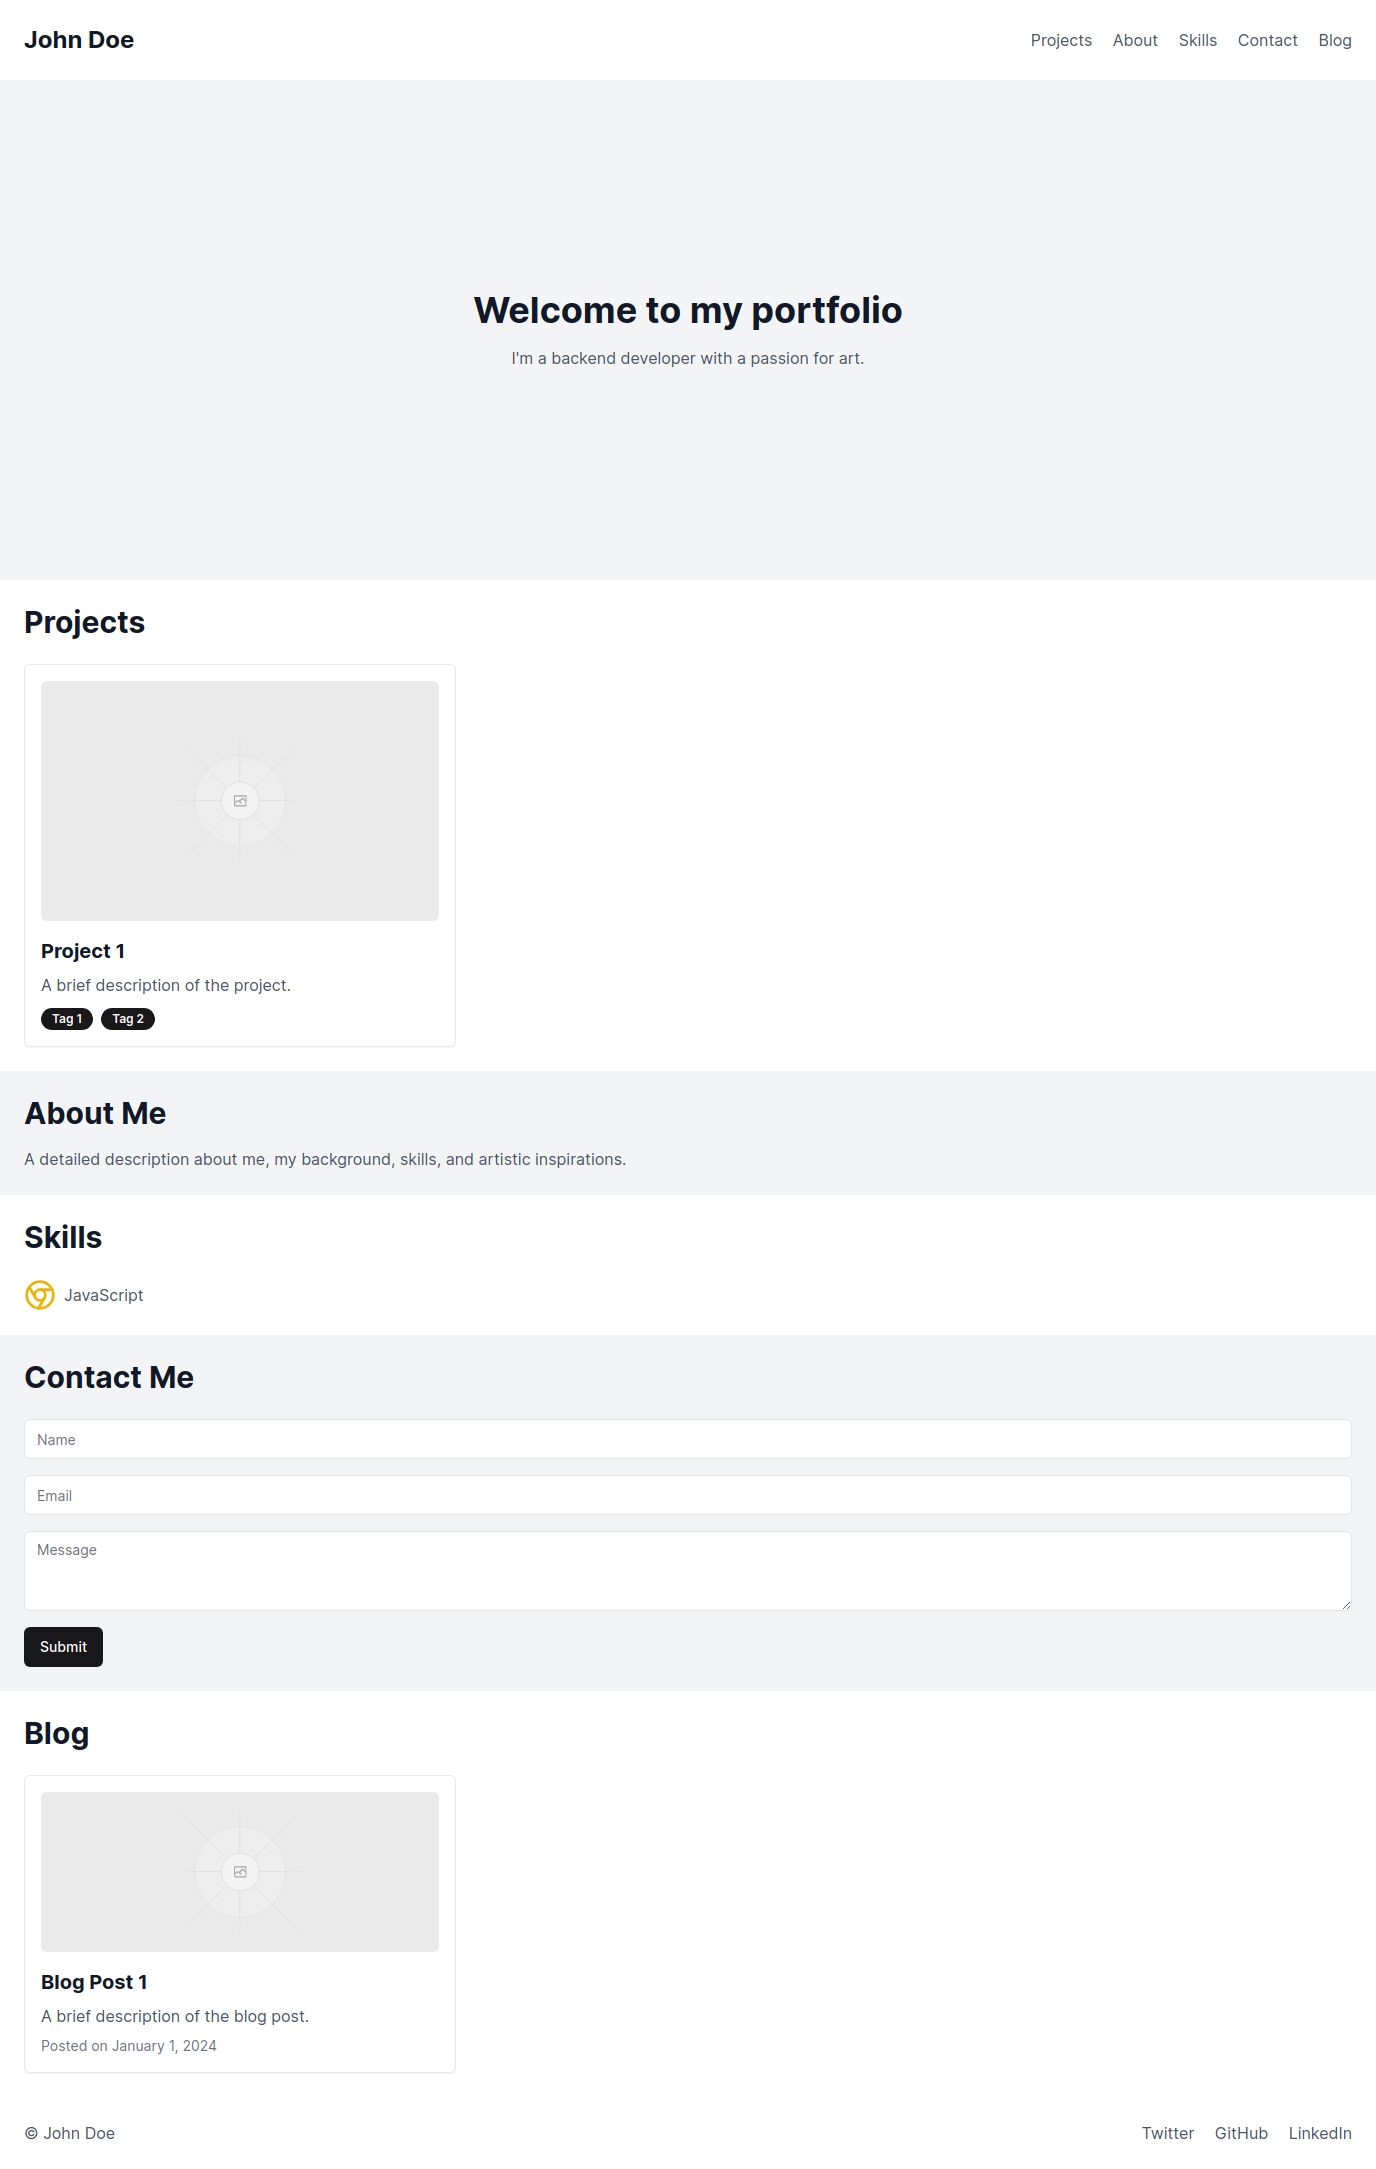 John Doe
Projects About Skills Contact Blog
Welcome to my portfolio
I'm a backend developer with a passion for art.
Projects
Project 1
A brief description of the project.
Tag 1 Tag 2
About Me
A detailed description about me, my background, skills, and artistic inspirations.
Skills
JavaScript
Contact Me
Name
Email
Message
Submit
Blog
Blog Post 1
A brief description of the blog post.
Posted on January 1, 2024
© John Doe
Twitter GitHub LinkedIn